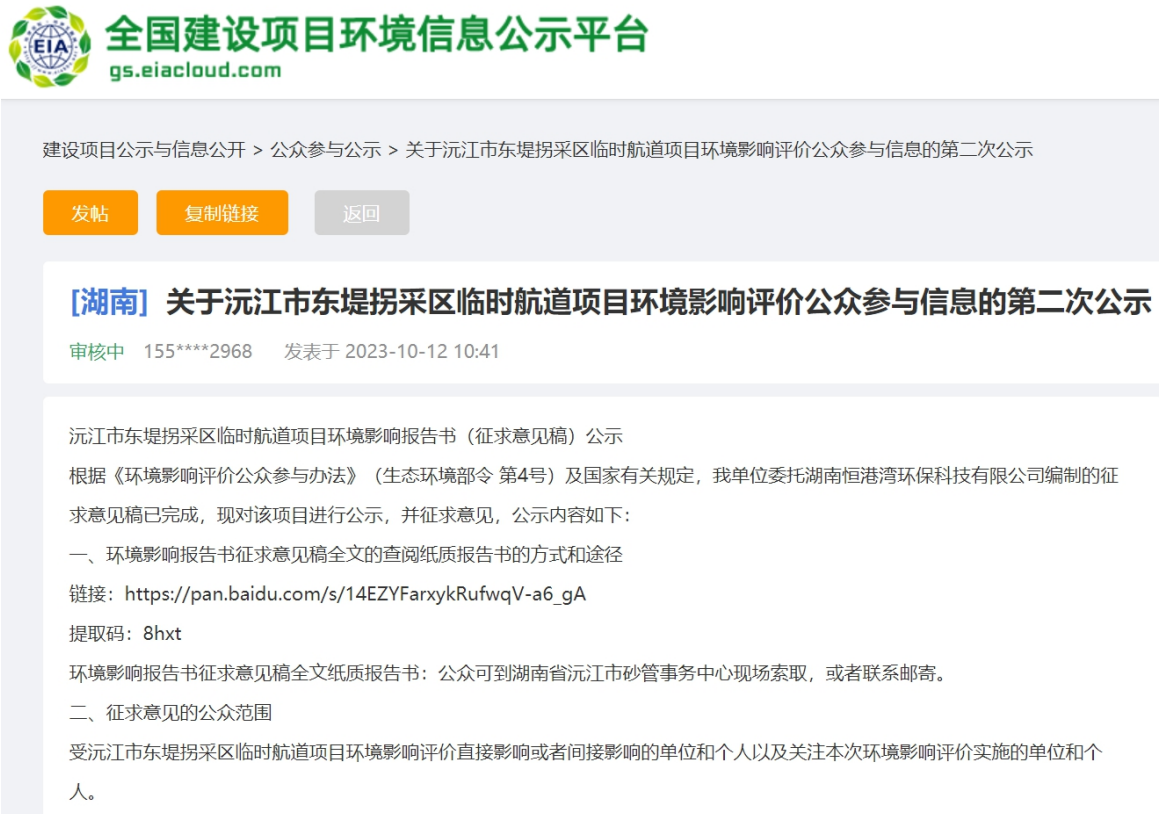 EIA
全国建设项目环境信息公示平台
gs.eiacloud.com
建设项目公示与信息公开 > 公众参与公示 > 关于沅江市东堤拐采区临时航道项目环境影响评价公众参与信息的第二次公示
发帖 复制链接 返回
[湖南] 关于沅江市东堤拐采区临时航道项目环境影响评价公众参与信息的第二次公示
审核中 155****2968 发表于 2023-10-12 10:41
沅江市东堤拐采区临时航道项目环境影响报告书（征求意见稿）公示
根据《环境影响评价公众参与办法》（生态环境部令 第4号）及国家有关规定，我单位委托湖南恒港湾环保科技有限公司编制的征
求意见稿已完成，现对该项目进行公示，并征求意见，公示内容如下：
一、环境影响报告书征求意见稿全文的查阅纸质报告书的方式和途径
链接：https://pan.baidu.com/s/14EZYFarxykRufwqV-a6_gA
提取码：8hxt
环境影响报告书征求意见稿全文纸质报告书：公众可到湖南省沅江市砂管事务中心现场索取，或者联系邮寄。
二、征求意见的公众范围
受沅江市东堤拐采区临时航道项目环境影响评价直接影响或者间接影响的单位和个人以及关注本次环境影响评价实施的单位和个
人。